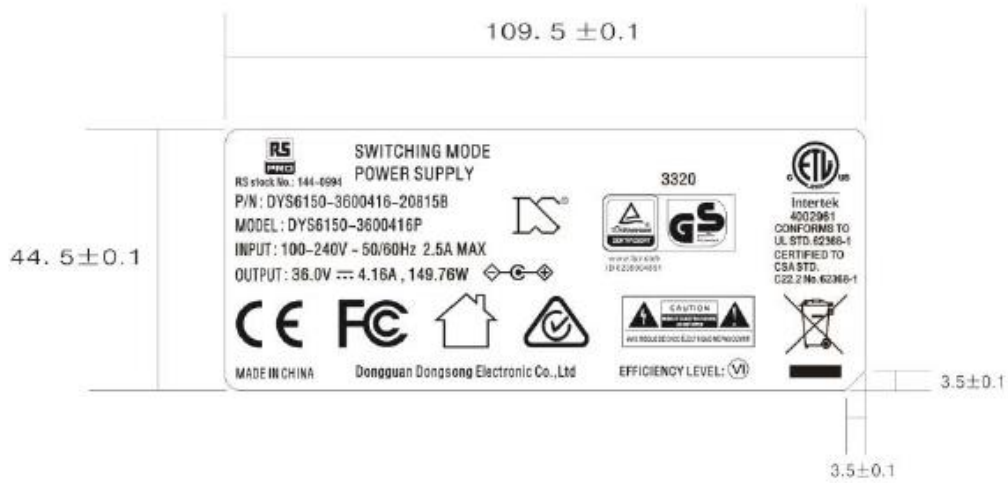 109. 5 ±0.1
44. 5±0.1
RS
PRO
SWITCHING MODE
POWER SUPPLY
RS stock No.: 144-0994
P/N: DYS6150-3600416-20815B
MODEL: DYS6150-3600416P
INPUT: 100-240V ~ 50/60Hz 2.5A MAX
OUTPUT: 36.0V ⎓ 4.16A , 149.76W
DS
3320
GS
ETL
C US
Intertek
4002961
CONFORMS TO
UL STD. 62368-1
CERTIFIED TO
CSA STD.
C22.2 No. 62368-1
CE
FC
CAUTION
MADE IN CHINA
Dongguan Dongsong Electronic Co.,Ltd
EFFICIENCY LEVEL: VI
3.5±0.1
3.5±0.1